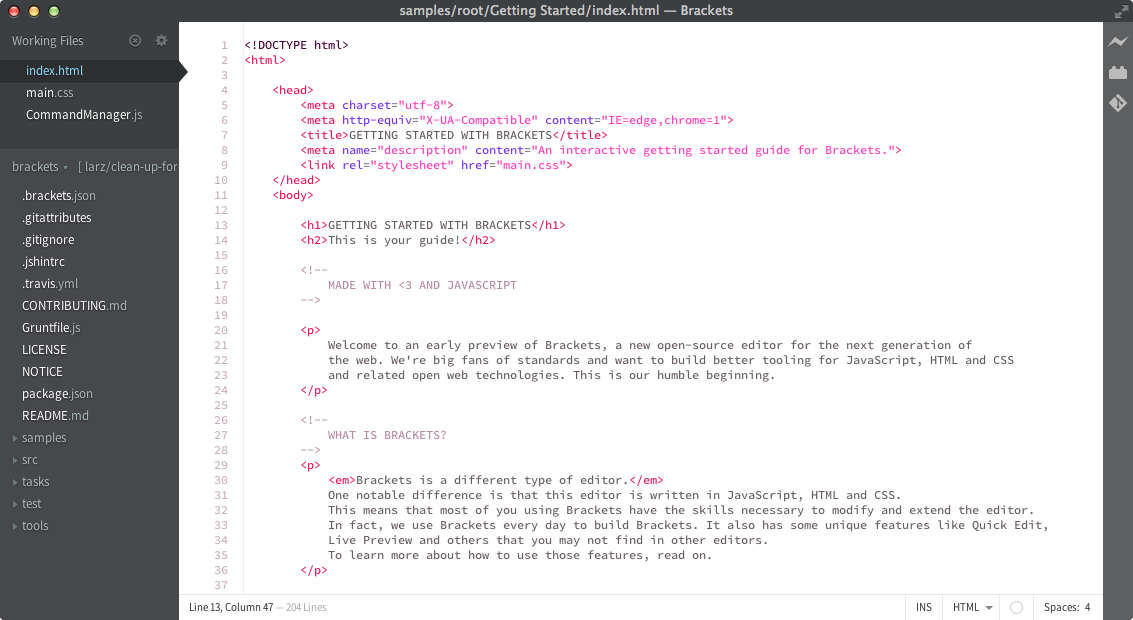 samples/root/Getting Started/index.html — Brackets
Working Files
index.html
main.css
CommandManager.js
brackets [ larz/clean-up-for
.brackets.json
.gitattributes
.gitignore
.jshintrc
.travis.yml
CONTRIBUTING.md
Gruntfile.js
LICENSE
NOTICE
package.json
README.md
samples
src
tasks
test
tools
1 <!DOCTYPE html>
2 <html>
3
4 <head>
5 <meta charset="utf-8">
6 <meta http-equiv="X-UA-Compatible" content="IE=edge,chrome=1">
7 <title>GETTING STARTED WITH BRACKETS</title>
8 <meta name="description" content="An interactive getting started guide for Brackets.">
9 <link rel="stylesheet" href="main.css">
10 </head>
11 <body>
12
13 <h1>GETTING STARTED WITH BRACKETS</h1>
14 <h2>This is your guide!</h2>
15
16 <!--
17 MADE WITH <3 AND JAVASCRIPT
18 -->
19
20 <p>
21 Welcome to an early preview of Brackets, a new open-source editor for the next generation of
22 the web. We're big fans of standards and want to build better tooling for JavaScript, HTML and CSS
23 and related open web technologies. This is our humble beginning.
24 </p>
25
26 <!--
27 WHAT IS BRACKETS?
28 -->
29 <p>
30 <em>Brackets is a different type of editor.</em>
31 One notable difference is that this editor is written in JavaScript, HTML and CSS.
32 This means that most of you using Brackets have the skills necessary to modify and extend the editor.
33 In fact, we use Brackets every day to build Brackets. It also has some unique features like Quick Edit,
34 Live Preview and others that you may not find in other editors.
35 To learn more about how to use those features, read on.
36 </p>
37
Line 13, Column 47 — 204 Lines
INS
HTML
Spaces: 4